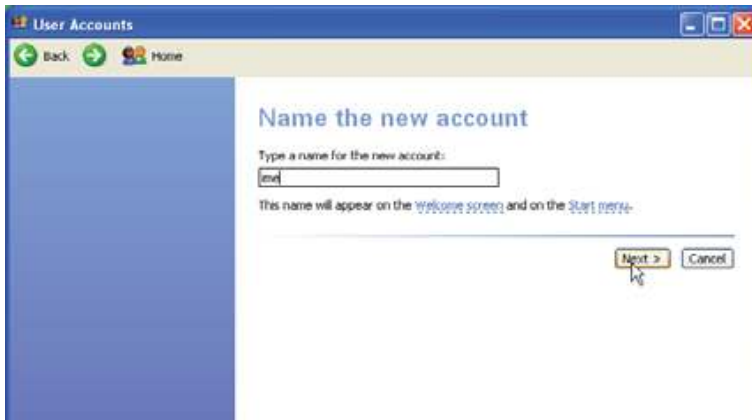 User Accounts
Back Home
Name the new account
Type a name for the new account:
ime
This name will appear on the Welcome screen and on the Start menu.
Next > Cancel